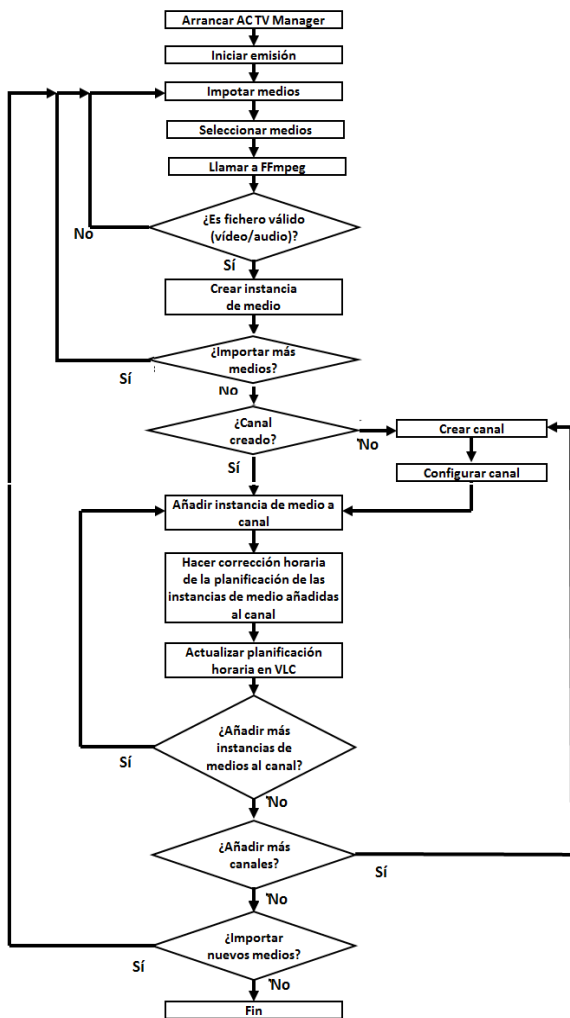 Arrancar AC TV Manager
Iniciar emisión
Impotar medios
Seleccionar medios
Llamar a FFmpeg
¿Es fichero válido
(vídeo/audio)?
No
Sí
Crear instancia
de medio
¿Importar más
medios?
Sí
No
¿Canal
creado?
No
Crear canal
Sí
Configurar canal
Añadir instancia de medio a
canal
Hacer corrección horaria
de la planificación de las
instancias de medio añadidas
al canal
Actualizar planificación
horaria en VLC
¿Añadir más
instancias de
medios al canal?
Sí
No
¿Añadir más
canales?
Sí
No
¿Importar
nuevos medios?
Sí
No
Fin